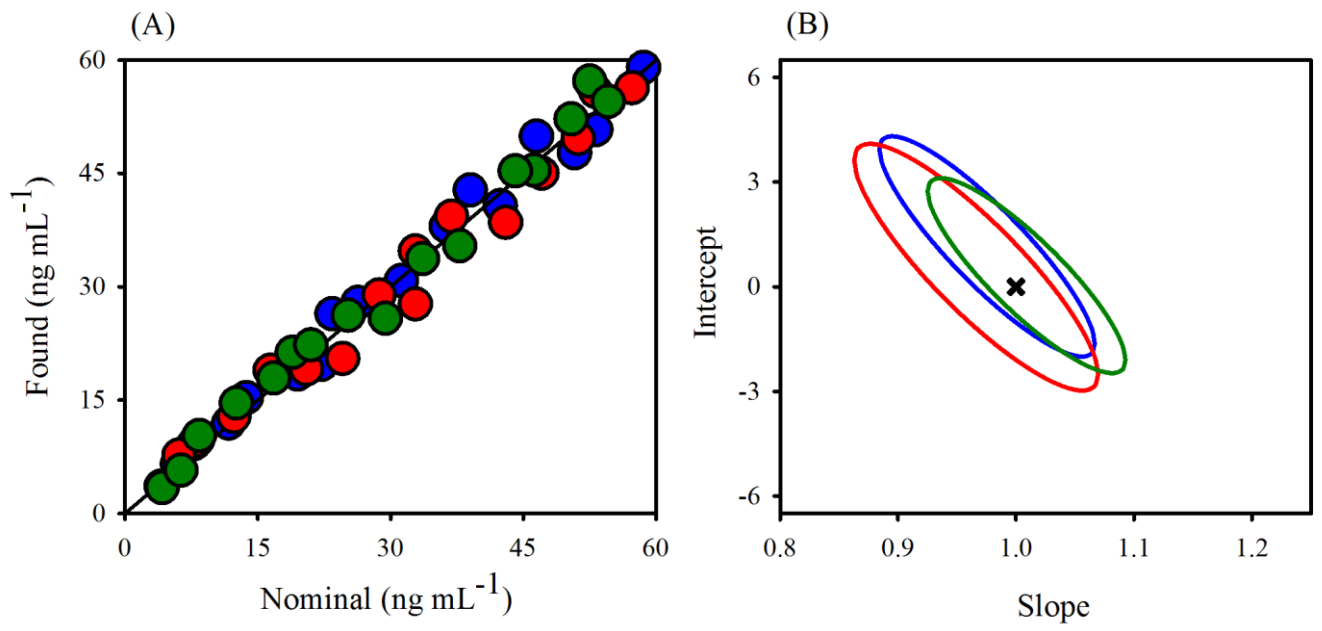 (A)
60
45
30
15
0
Found (ng mL⁻¹)
0 15 30 45 60
Nominal (ng mL⁻¹)
(B)
6
3
0
-3
-6
Intercept
0.8 0.9 1.0 1.1 1.2
Slope